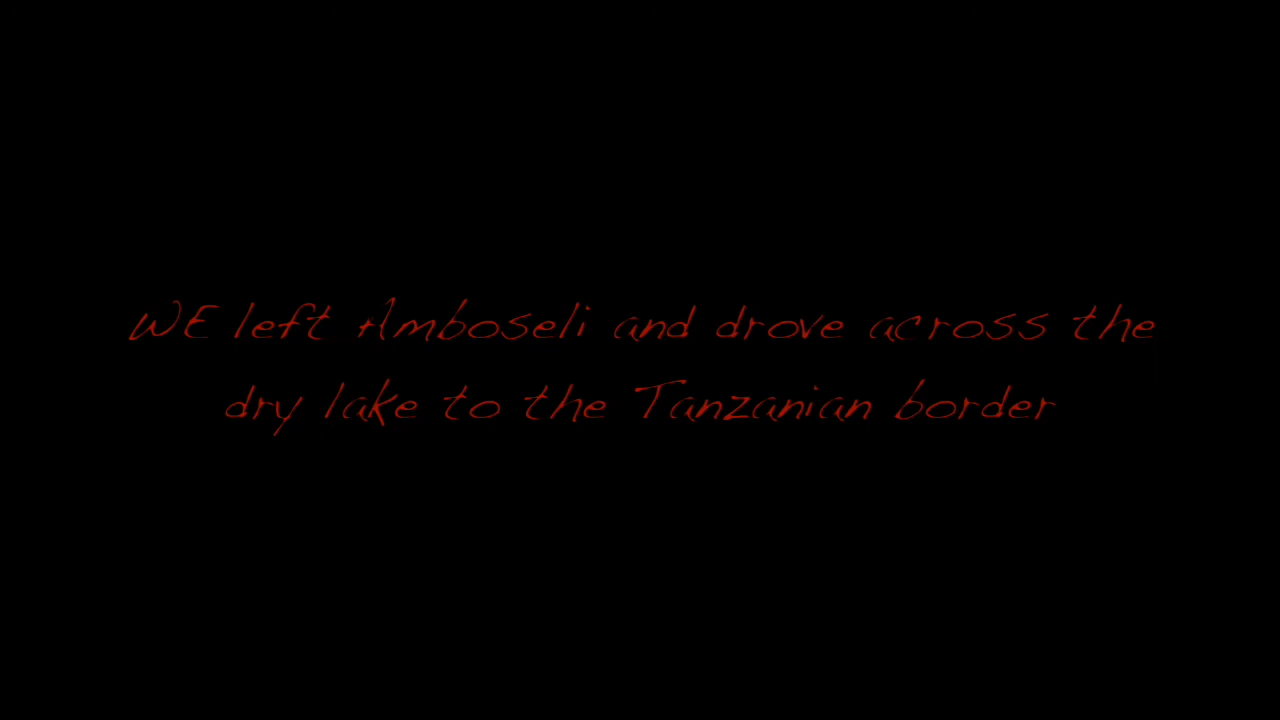 WE left Amboseli and drove across the
dry lake to the Tanzanian border